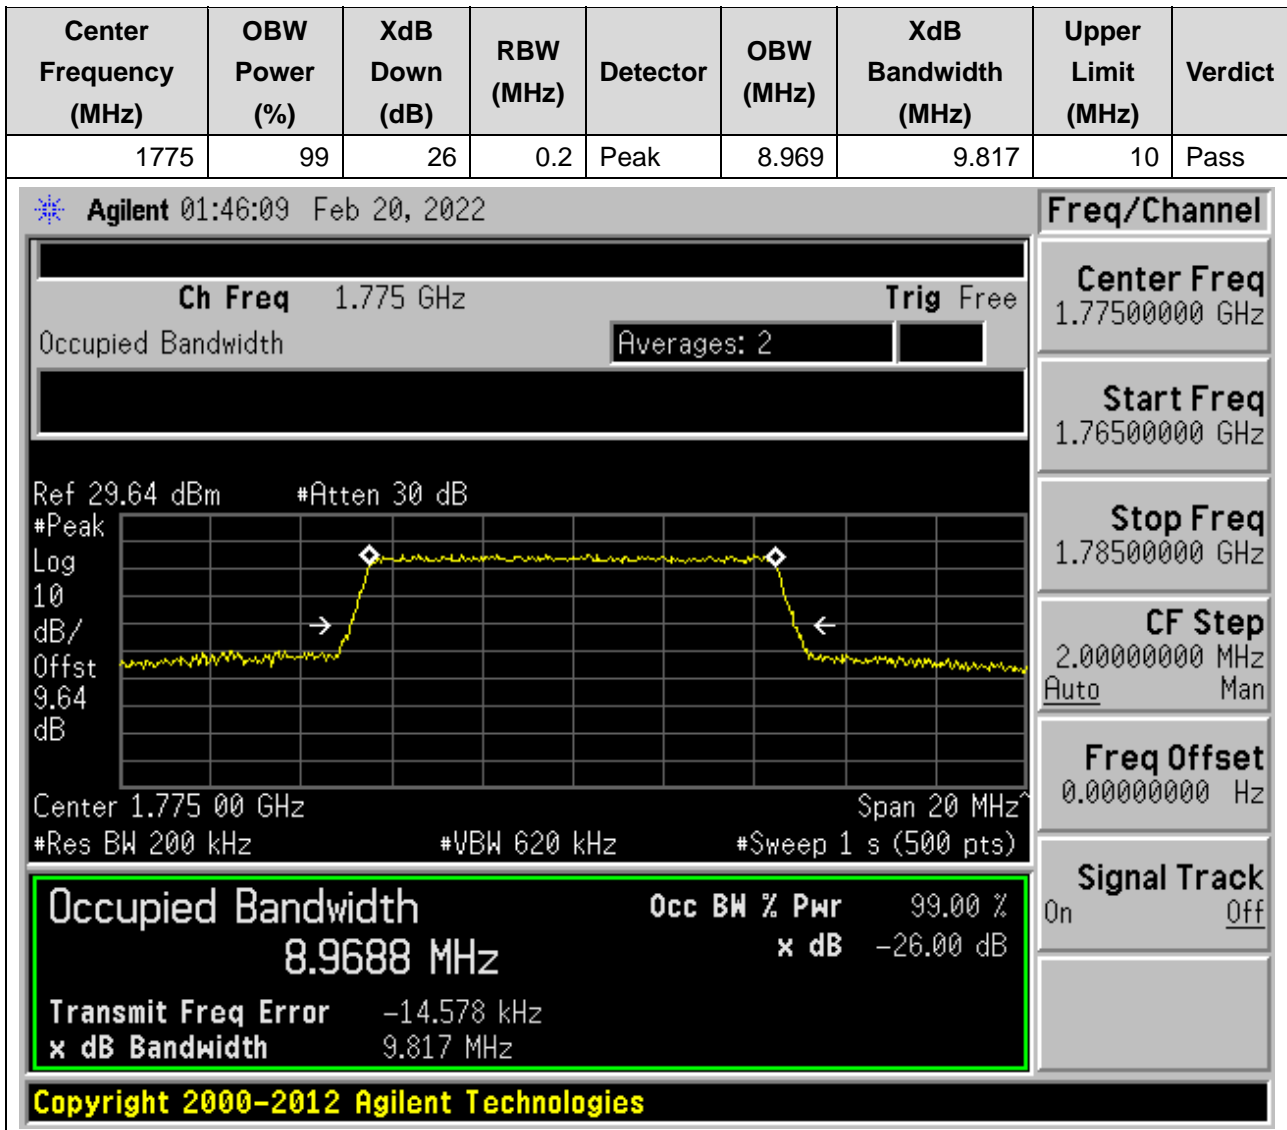 Center Frequency (MHz) OBW Power (%) XdB Down (dB) RBW (MHz) Detector OBW (MHz) XdB Bandwidth (MHz) Upper Limit (MHz) Verdict
1775 99 26 0.2 Peak 8.969 9.817 10 Pass
Agilent 01:46:09 Feb 20, 2022
Freq/Channel
Ch Freq 1.775 GHz Trig Free
Occupied Bandwidth Averages: 2
Ref 29.64 dBm #Atten 30 dB
#Peak
Log
10
dB/
Offst
9.64
dB
Center 1.775 00 GHz Span 20 MHz^
#Res BW 200 kHz #VBW 620 kHz #Sweep 1 s (500 pts)
Occupied Bandwidth Occ BW % Pwr 99.00 %
8.9688 MHz x dB -26.00 dB
Transmit Freq Error -14.578 kHz
x dB Bandwidth 9.817 MHz
Center Freq
1.77500000 GHz
Start Freq
1.76500000 GHz
Stop Freq
1.78500000 GHz
CF Step
2.00000000 MHz
Auto Man
Freq Offset
0.00000000 Hz
Signal Track
On Off
Copyright 2000-2012 Agilent Technologies